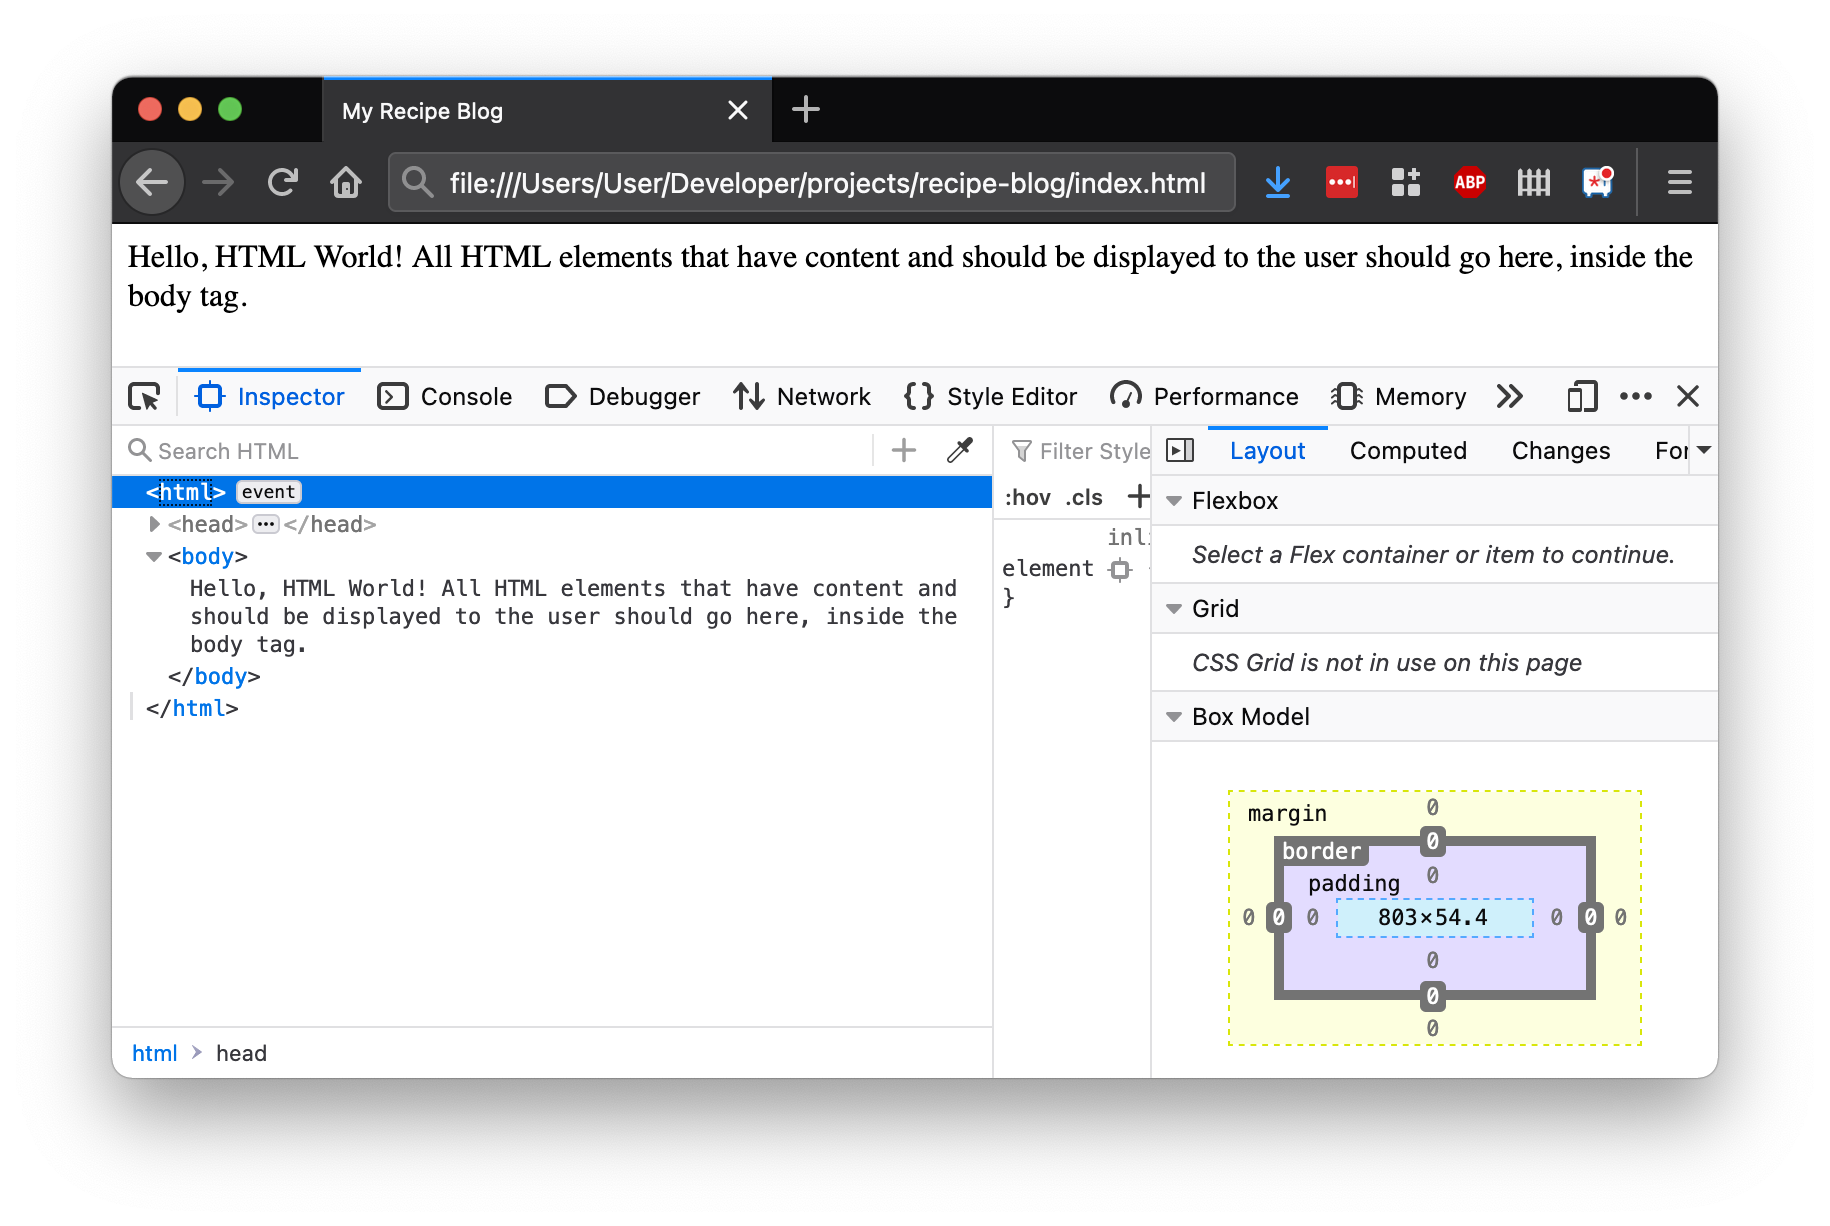 My Recipe Blog
file:///Users/User/Developer/projects/recipe-blog/index.html
ABP
Hello, HTML World! All HTML elements that have content and should be displayed to the user should go here, inside the
body tag.
Inspector Console Debugger Network Style Editor Performance Memory
Search HTML
<html> event
<head> ••• </head>
<body>
Hello, HTML World! All HTML elements that have content and
should be displayed to the user should go here, inside the
body tag.
</body>
</html>
html > head
Filter Style
:hov .cls +
inli
element
}
Layout Computed Changes For
Flexbox
Select a Flex container or item to continue.
Grid
CSS Grid is not in use on this page
Box Model
margin 0
0
border
0
padding
0 0 0 803×54.4 0 0 0
0
0
0